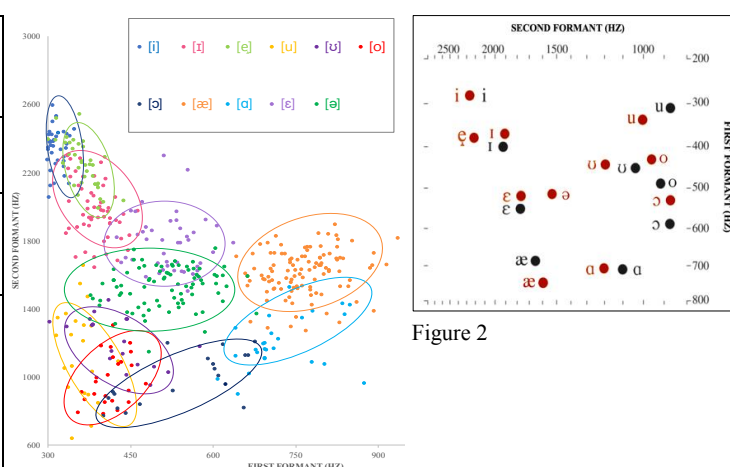 3000
2600
2200
1800
1400
1000
600
SECOND FORMANT (HZ)
• [i] • [ɪ] • [e̝] • [u] • [ʊ] • [o]
• [ɔ] • [æ] • [ɑ] • [ɛ] • [ə]
300 450 600 750 900
FIRST FORMANT (HZ)
SECOND FORMANT (HZ)
2500 2000 1500 1000
200
300
400
500
600
700
800
FIRST FORMANT (HZ)
i i
u
u
e̞ ɪ
ɪ
ʊ ʊ o
o
ɛ ə ɔ
ɛ
ɔ
æ ɑ ɑ
æ
Figure 2